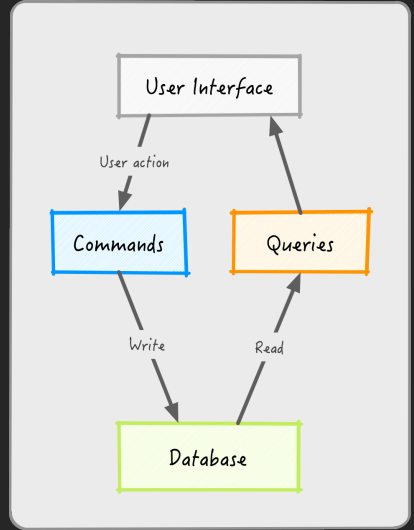 User Interface
User action
Commands
Queries
Write
Read
Database